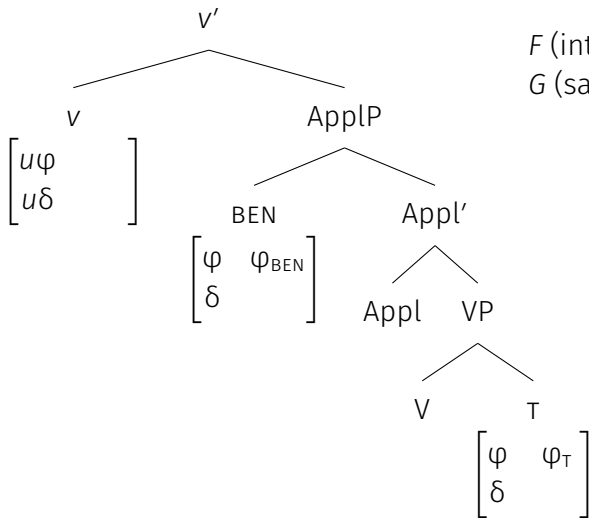 v′
F (int
G (sa
v
ApplP
uφ
uδ
BEN
Appl′
φ φBEN
δ
Appl VP
V T
φ φT
δ